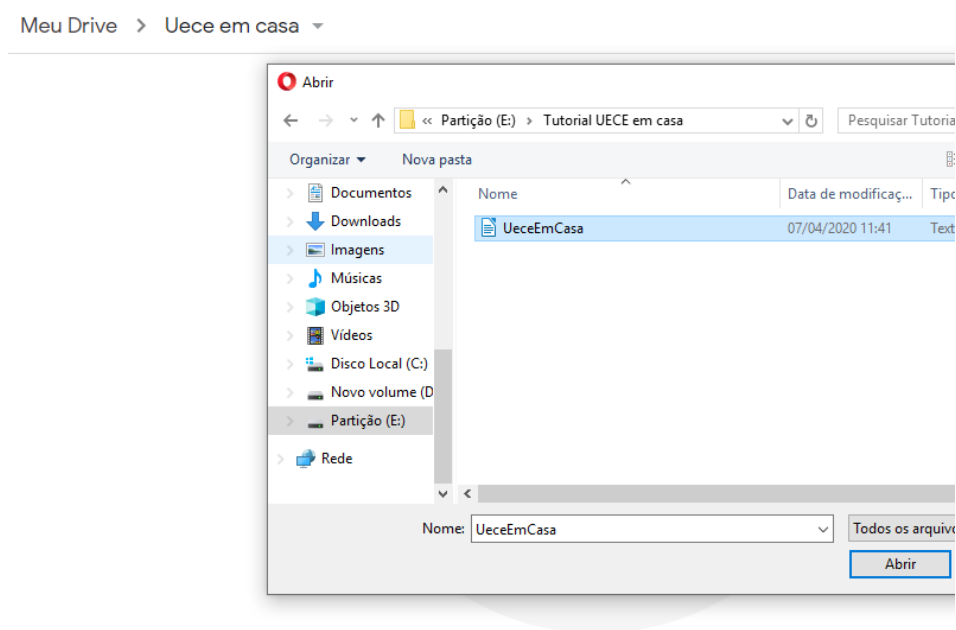 Meu Drive > Uece em casa
Abrir
« Partição (E:) > Tutorial UECE em casa
Pesquisar Tutoria
Organizar
Nova pasta
Documentos
Downloads
Imagens
Músicas
Objetos 3D
Vídeos
Disco Local (C:)
Novo volume (D
Partição (E:)
Rede
Nome Data de modificaç... Tipo
UeceEmCasa 07/04/2020 11:41 Text
Nome: UeceEmCasa
Todos os arquivo
Abrir